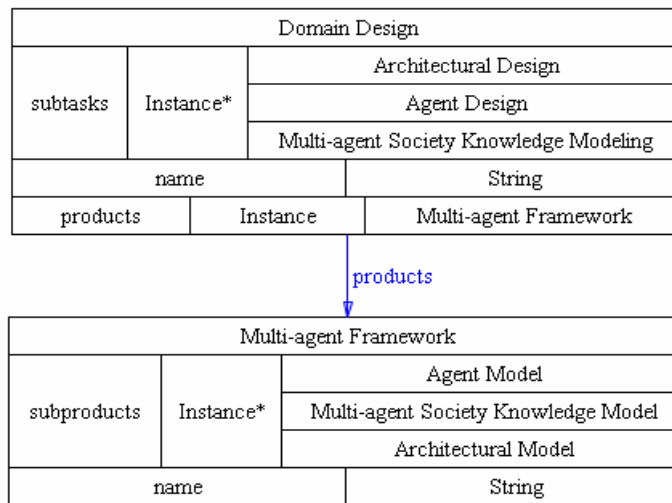 Domain Design
subtasks Instance* Architectural Design
Agent Design
Multi-agent Society Knowledge Modeling
name String
products Instance Multi-agent Framework
products
Multi-agent Framework
subproducts Instance* Agent Model
Multi-agent Society Knowledge Model
Architectural Model
name String